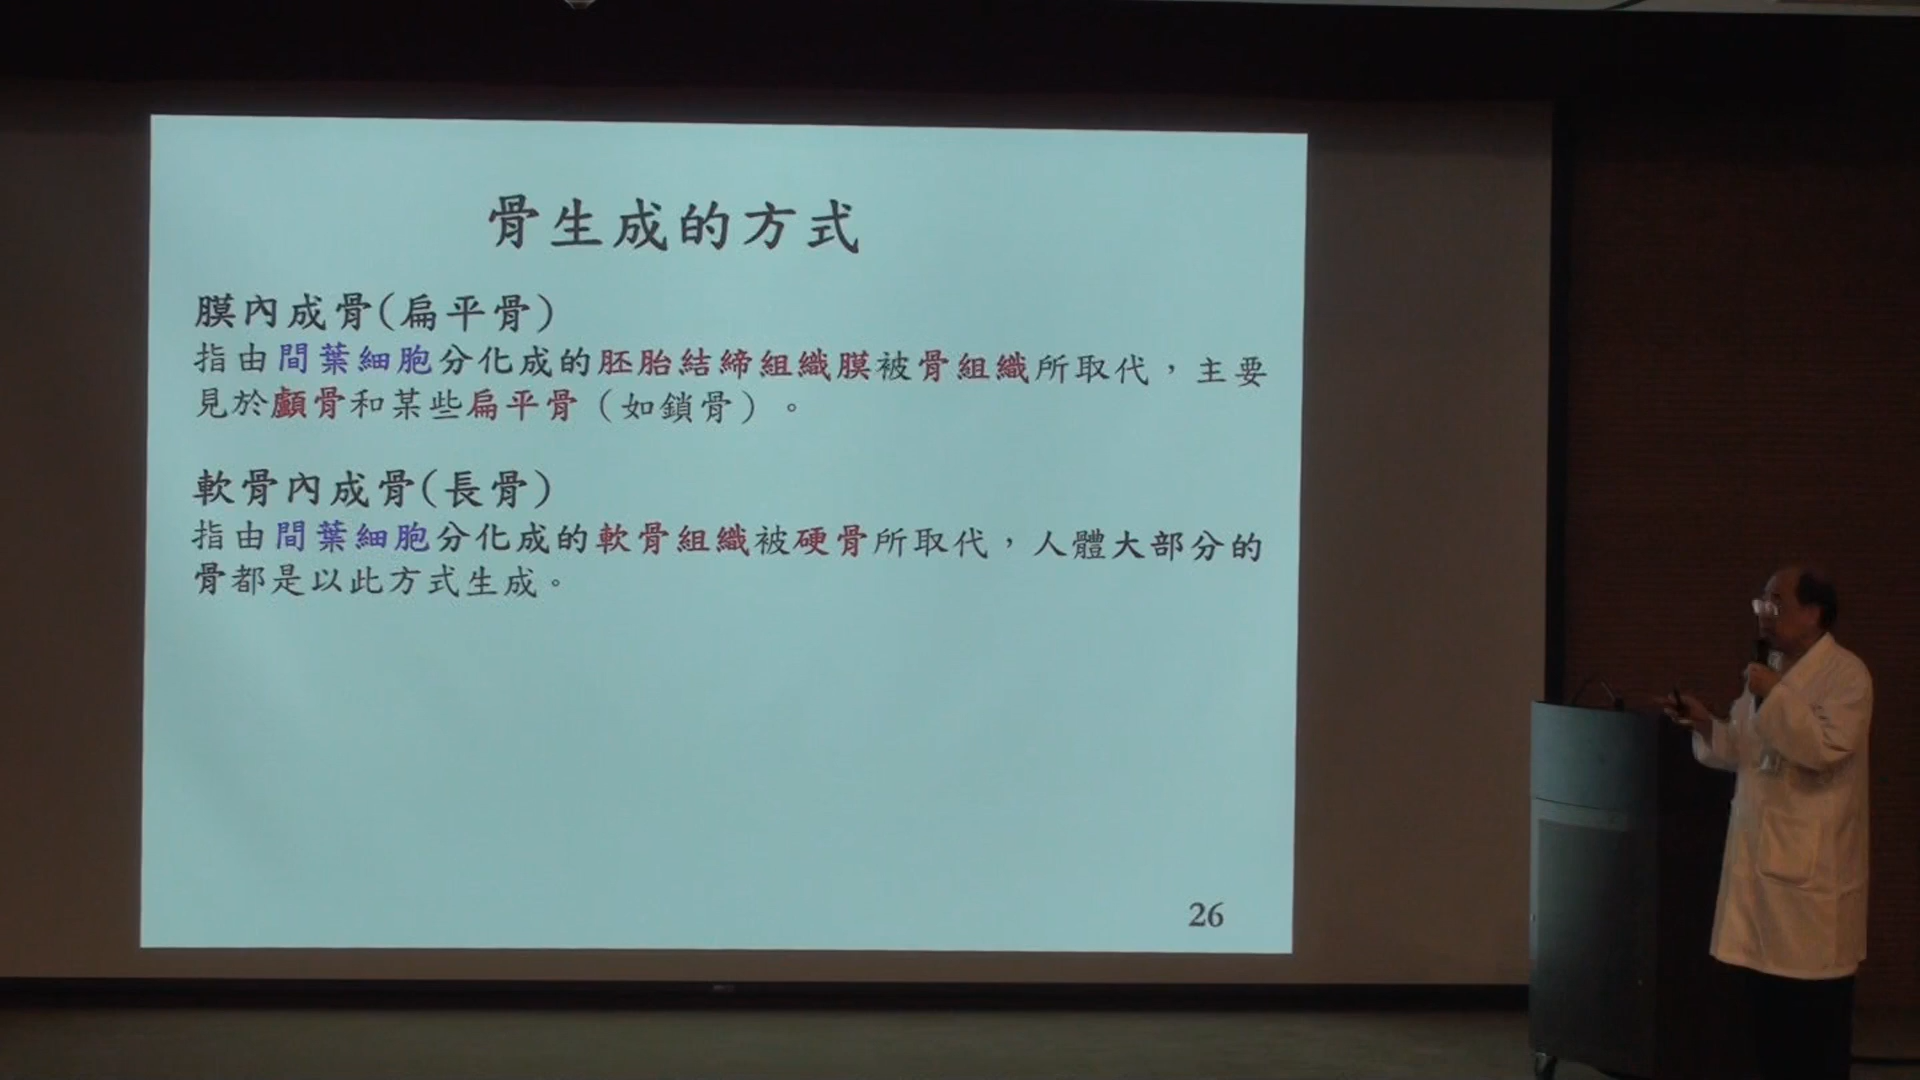 骨生成的方式
膜內成骨(扁平骨)
指由間葉細胞分化成的胚胎結締組織膜被骨組織所取代，主要
見於顱骨和某些扁平骨（如鎖骨）。
軟骨內成骨(長骨)
指由間葉細胞分化成的軟骨組織被硬骨所取代，人體大部分的
骨都是以此方式生成。
26